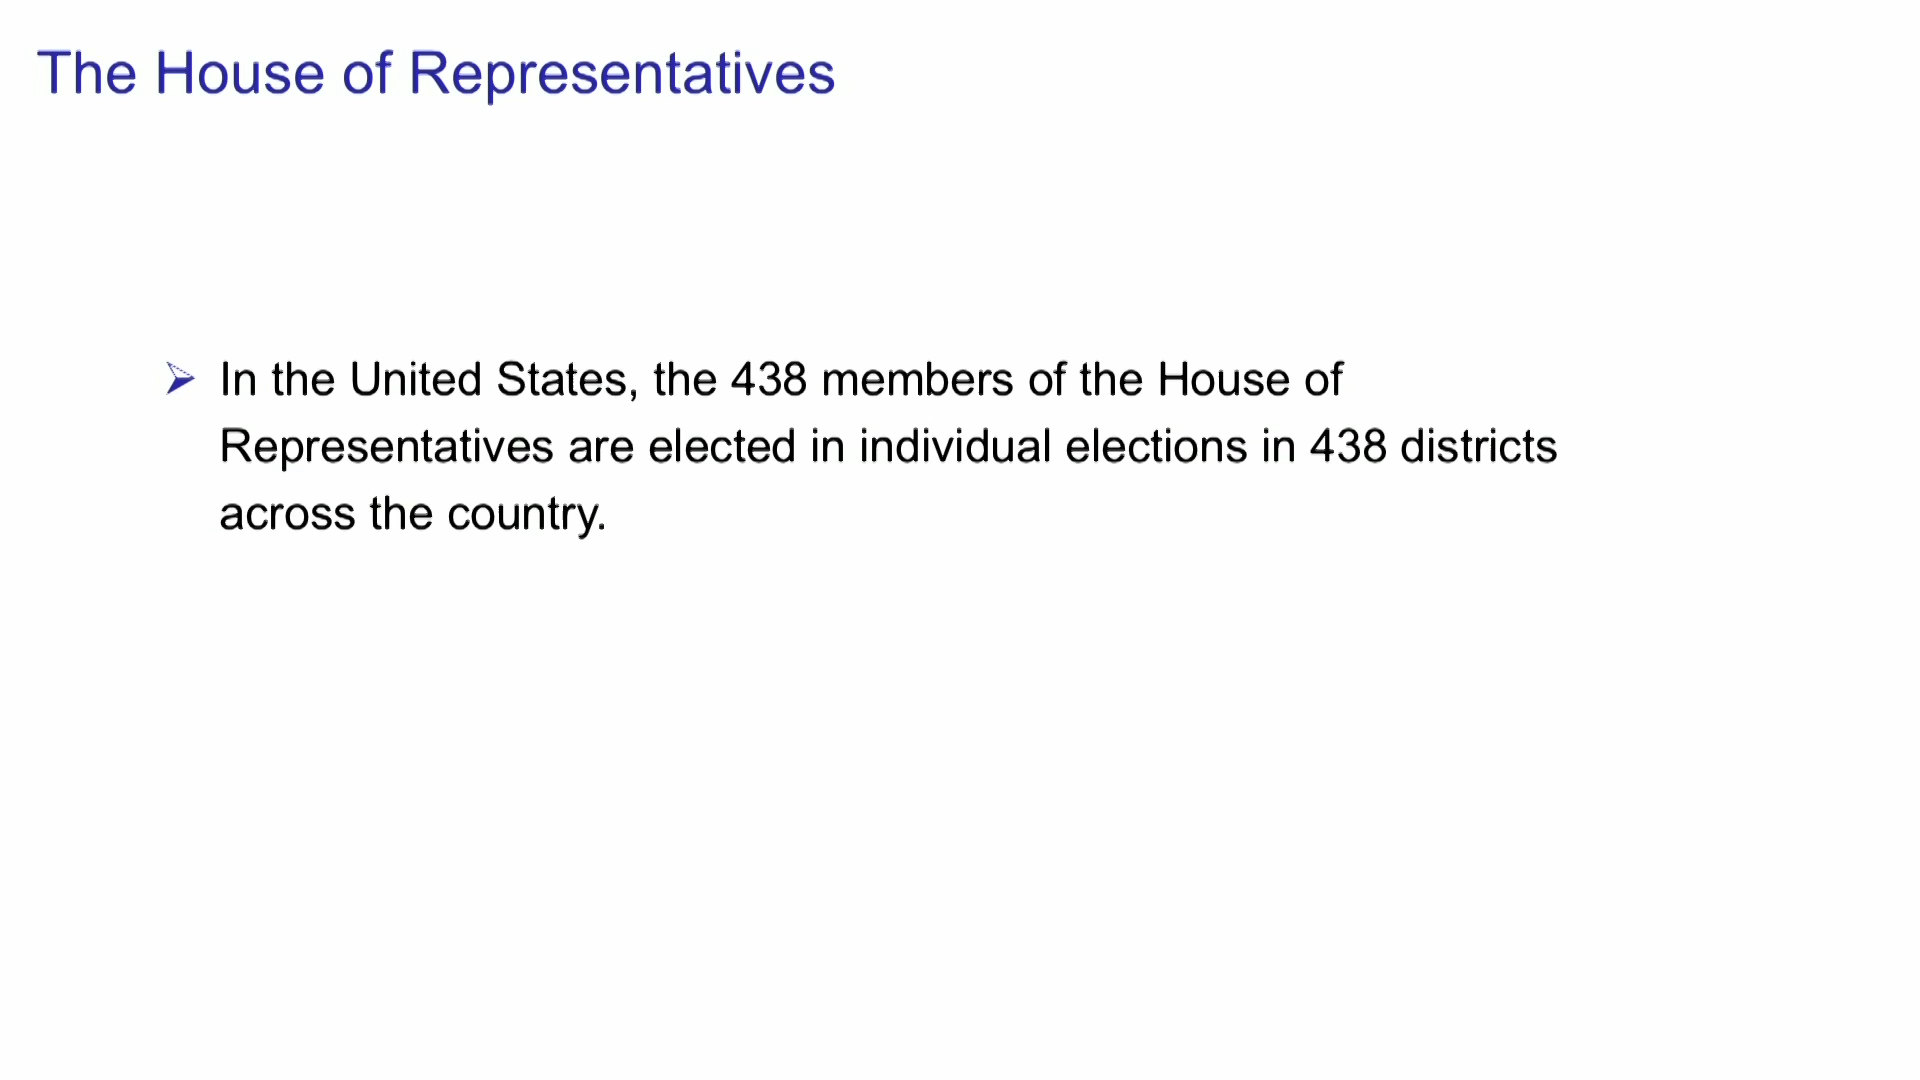 The House of Representatives
In the United States, the 438 members of the House of
Representatives are elected in individual elections in 438 districts
across the country.